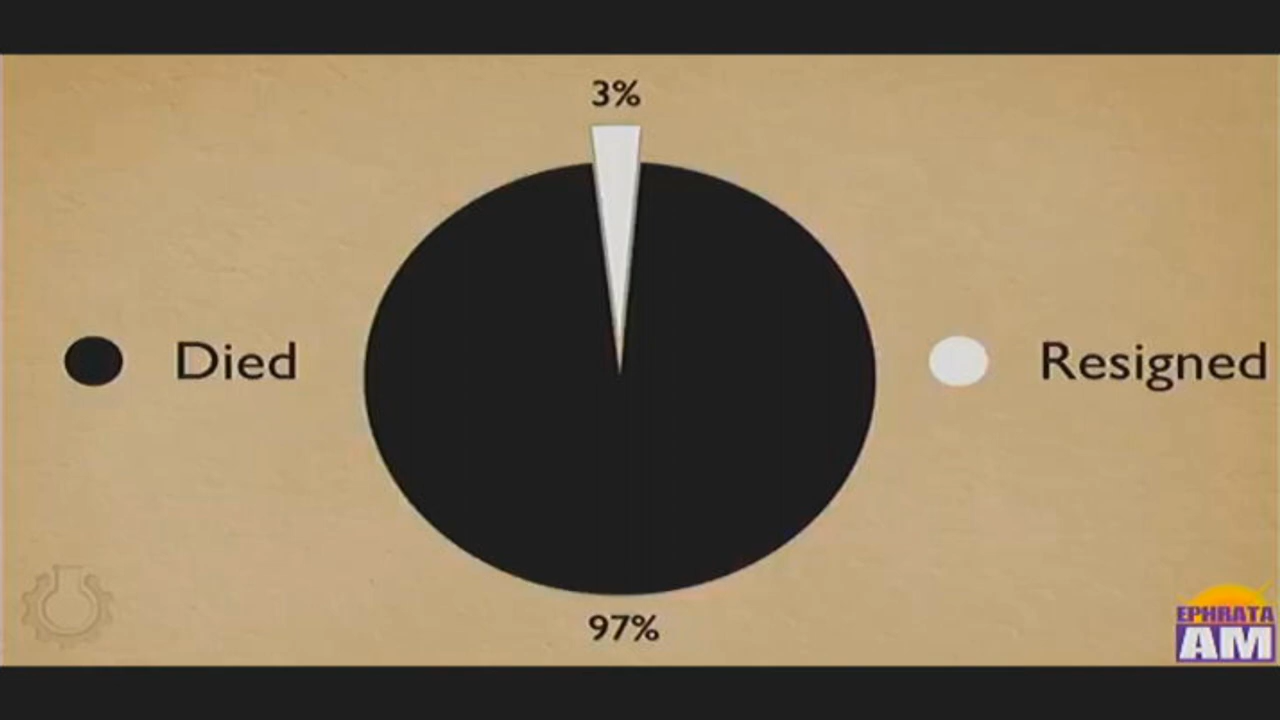 3%
Died
Resigned
97%
EPHRATA
AM